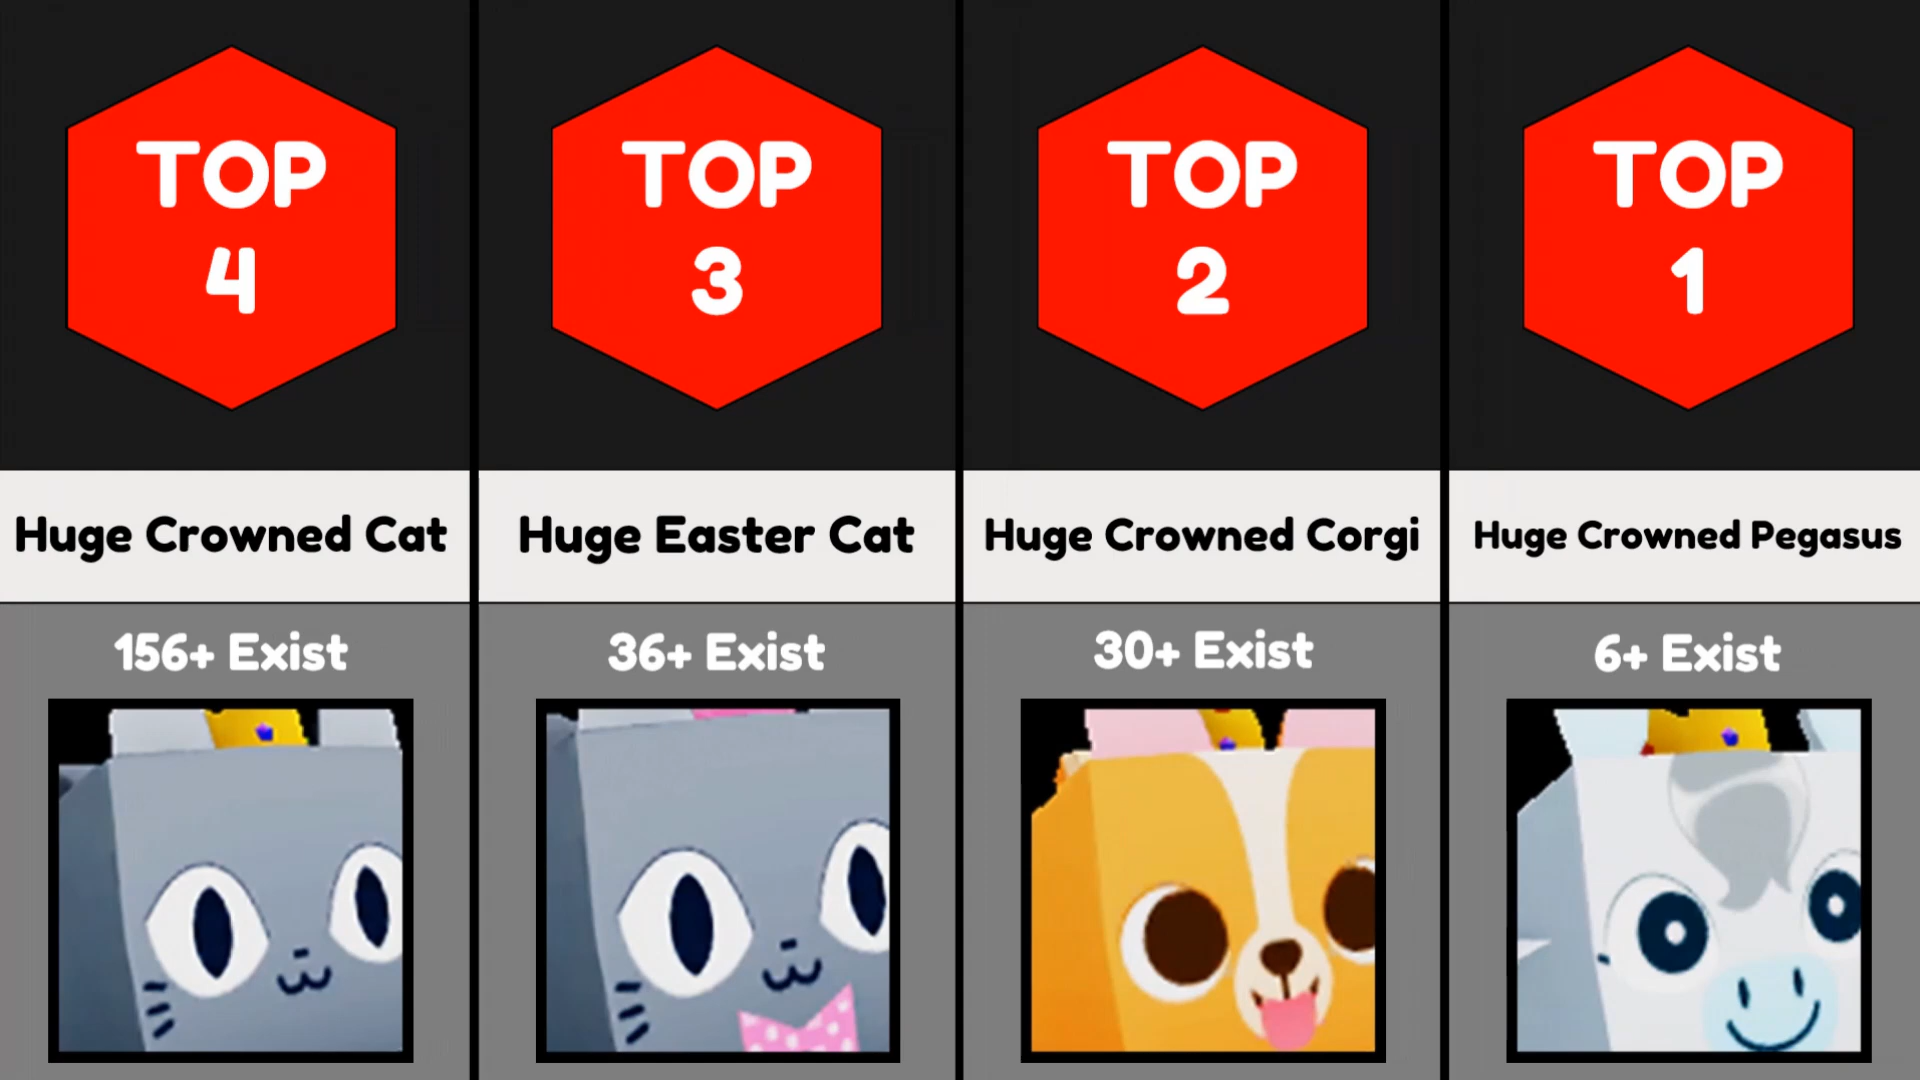 TOP
4
Huge Crowned Cat
156+ Exist
TOP
3
Huge Easter Cat
36+ Exist
TOP
2
Huge Crowned Corgi
30+ Exist
TOP
1
Huge Crowned Pegasus
6+ Exist